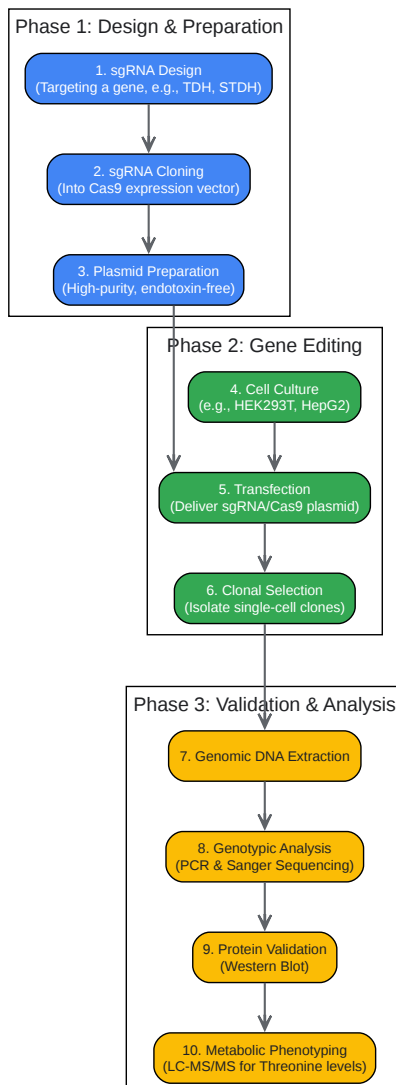 Phase 1: Design & Preparation
1. sgRNA Design
(Targeting a gene, e.g., TDH, STDH)
2. sgRNA Cloning
(Into Cas9 expression vector)
3. Plasmid Preparation
(High-purity, endotoxin-free)
Phase 2: Gene Editing
4. Cell Culture
(e.g., HEK293T, HepG2)
5. Transfection
(Deliver sgRNA/Cas9 plasmid)
6. Clonal Selection
(Isolate single-cell clones)
Phase 3: Validation & Analysis
7. Genomic DNA Extraction
8. Genotypic Analysis
(PCR & Sanger Sequencing)
9. Protein Validation
(Western Blot)
10. Metabolic Phenotyping
(LC-MS/MS for Threonine levels)